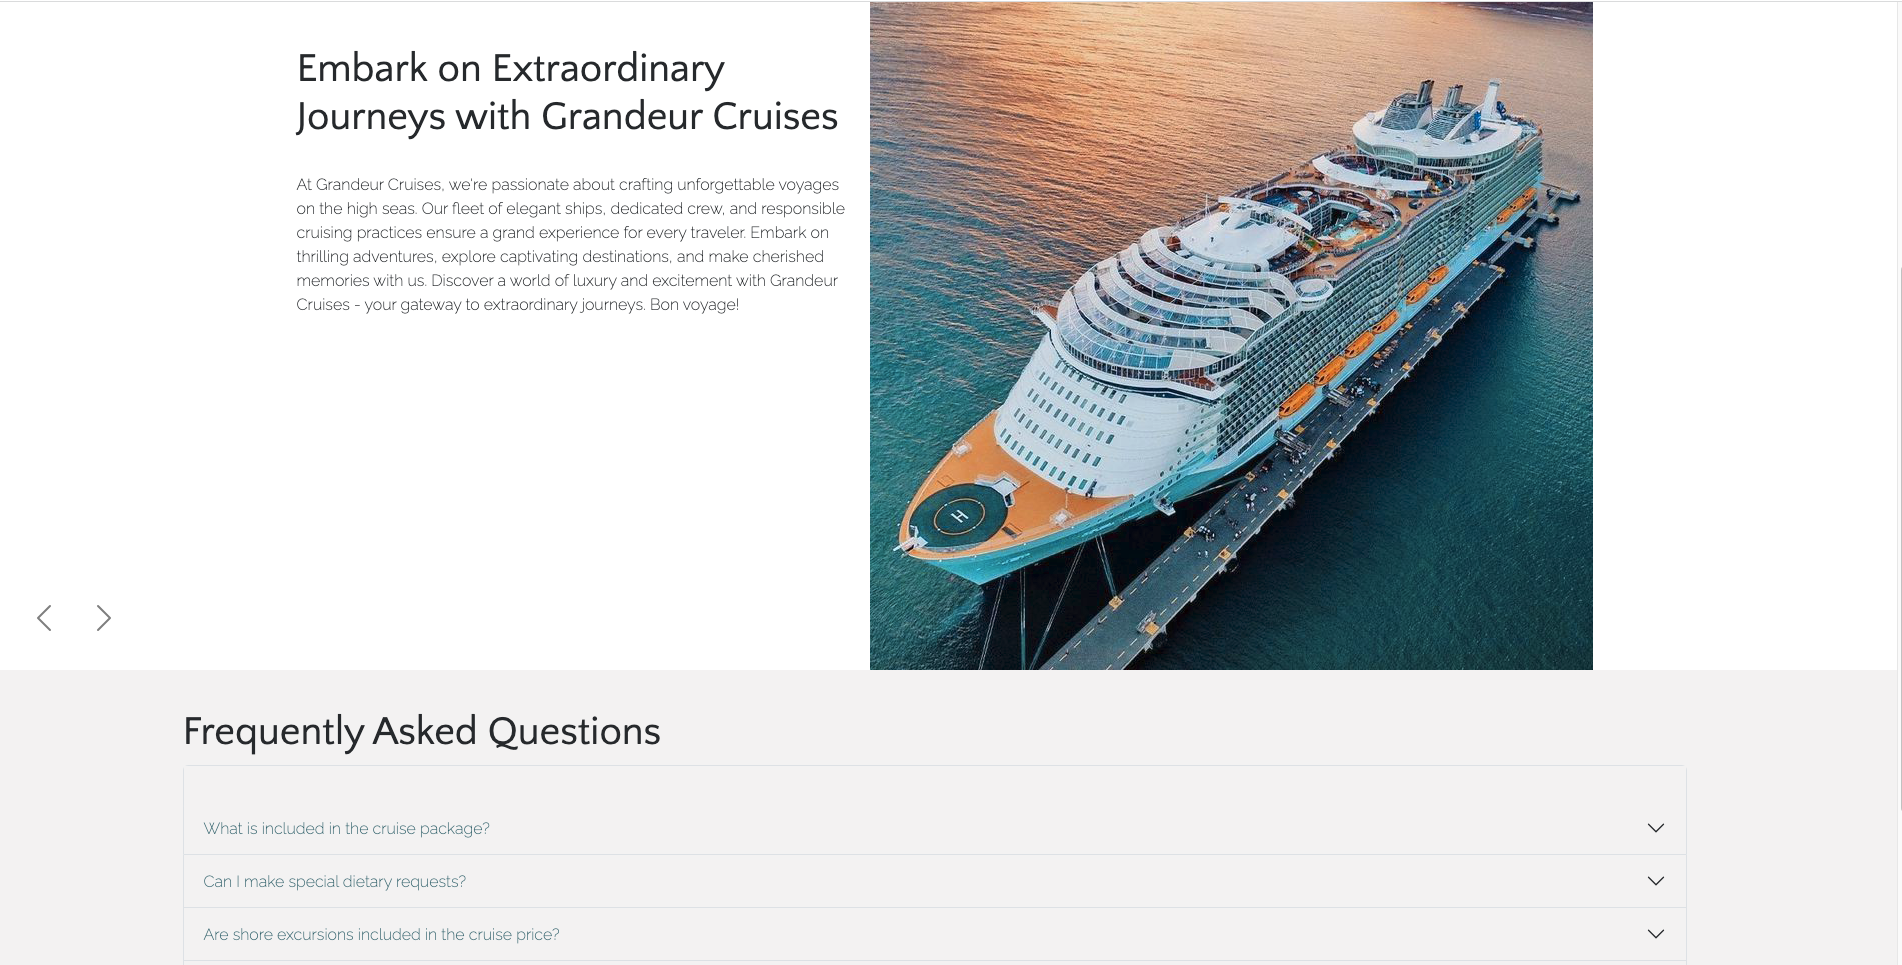 Embark on Extraordinary
Journeys with Grandeur Cruises
At Grandeur Cruises, we're passionate about crafting unforgettable voyages
on the high seas. Our fleet of elegant ships, dedicated crew, and responsible
cruising practices ensure a grand experience for every traveler. Embark on
thrilling adventures, explore captivating destinations, and make cherished
memories with us. Discover a world of luxury and excitement with Grandeur
Cruises - your gateway to extraordinary journeys. Bon voyage!
H
Frequently Asked Questions
What is included in the cruise package?
Can I make special dietary requests?
Are shore excursions included in the cruise price?